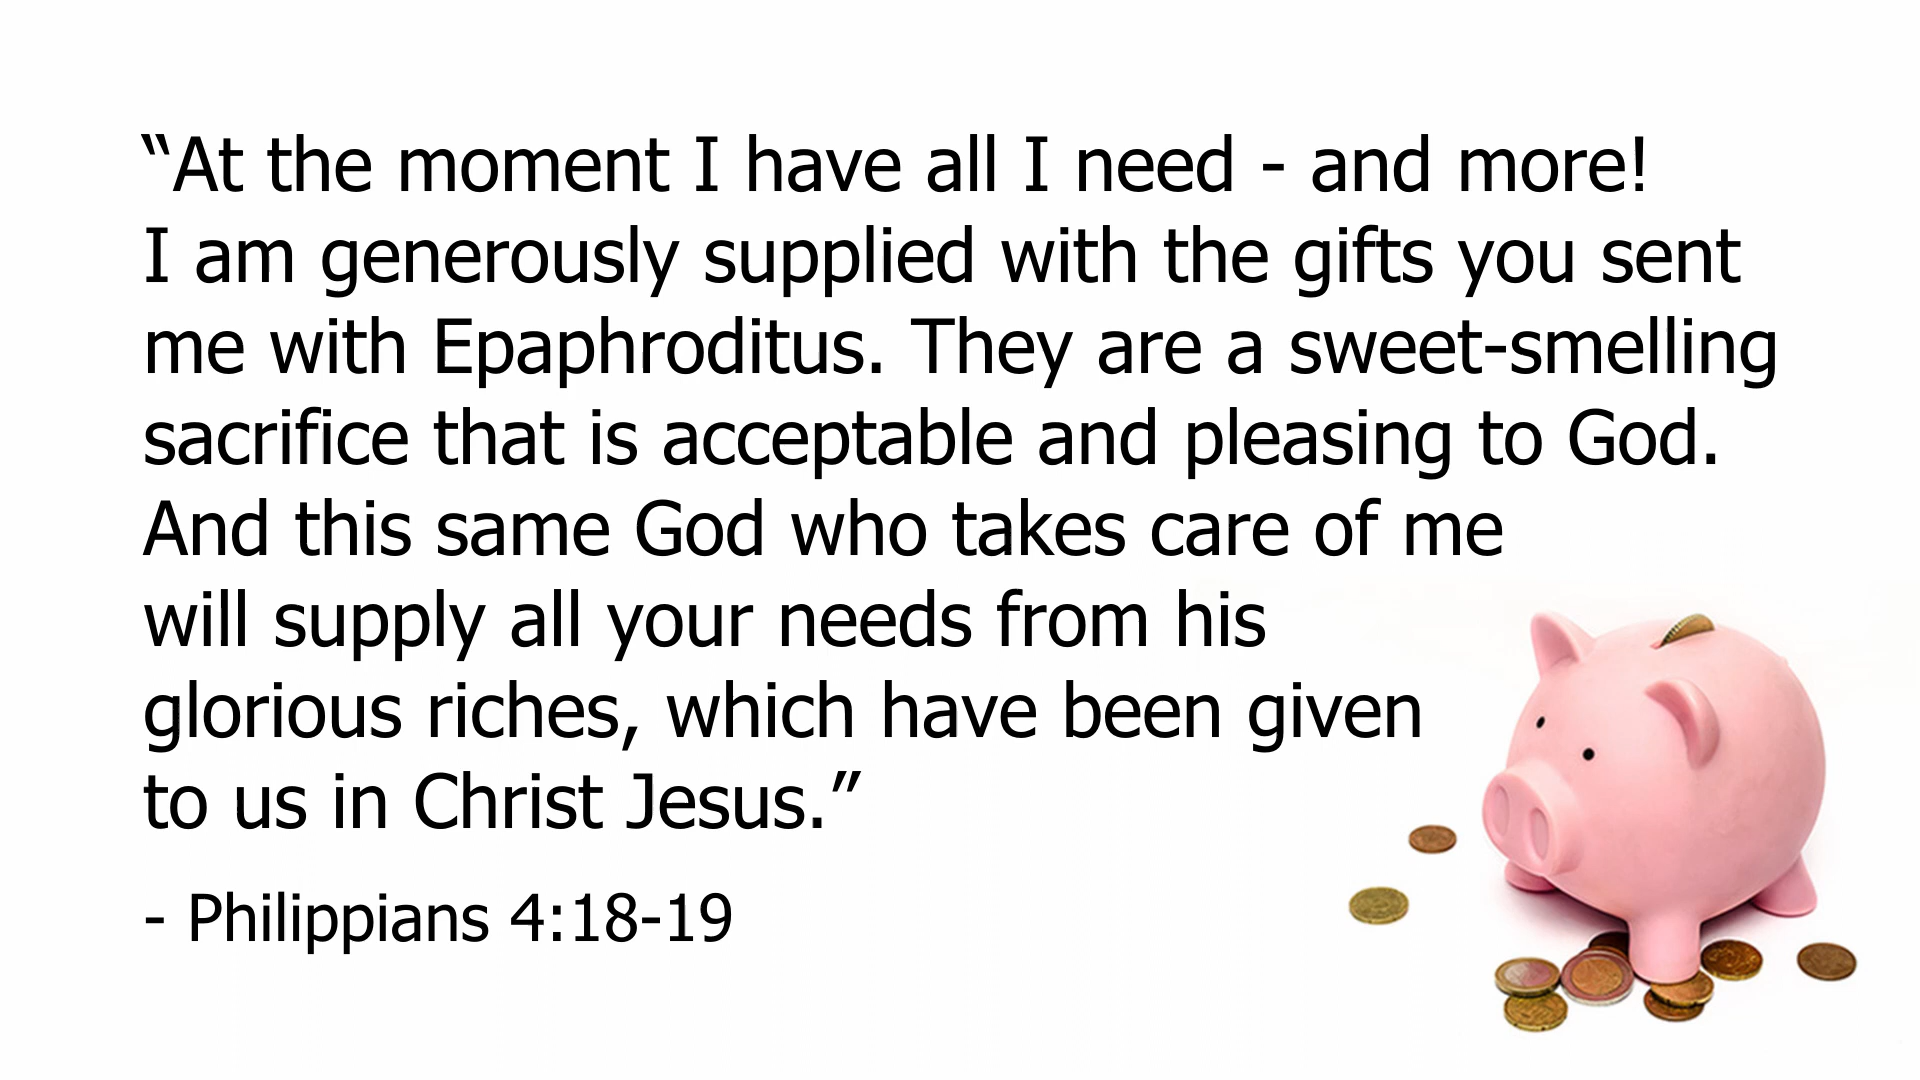 “At the moment I have all I need - and more!
I am generously supplied with the gifts you sent
me with Epaphroditus. They are a sweet-smelling
sacrifice that is acceptable and pleasing to God.
And this same God who takes care of me
will supply all your needs from his
glorious riches, which have been given
to us in Christ Jesus.”
- Philippians 4:18-19